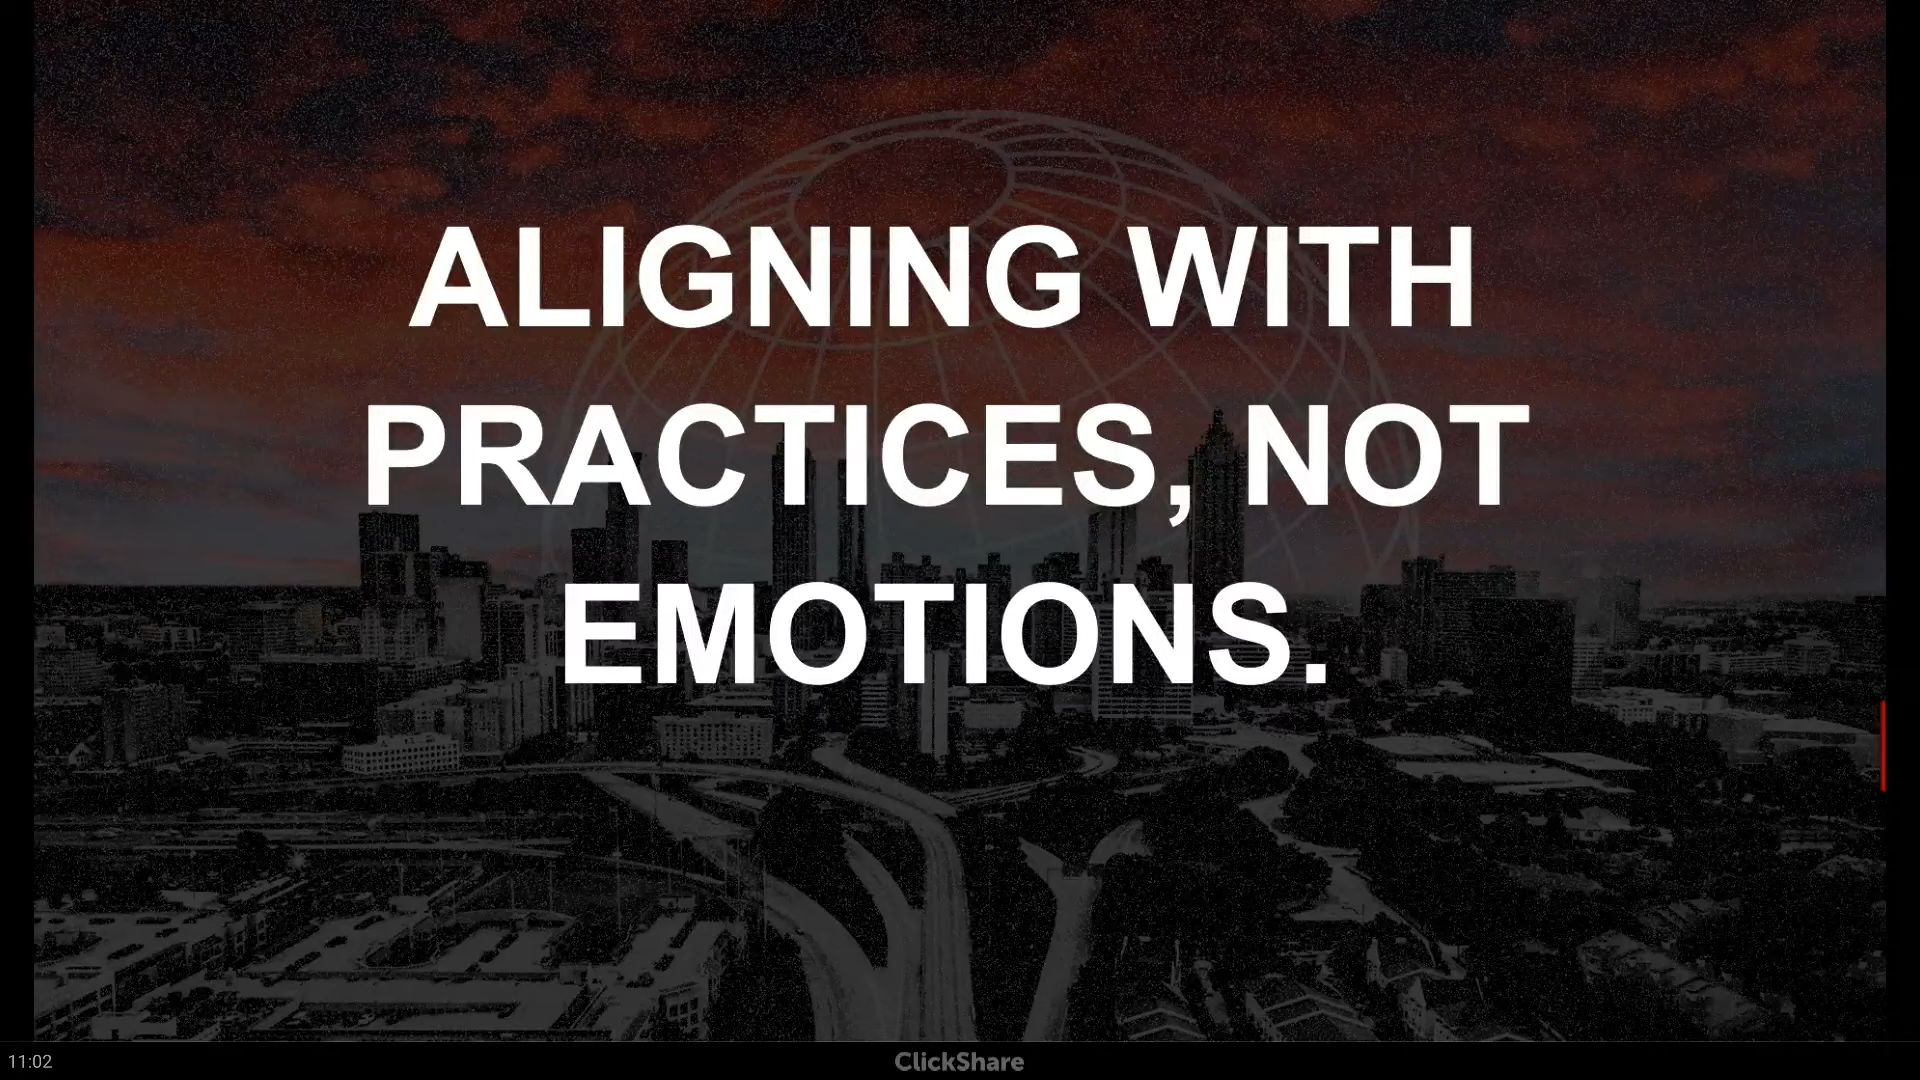 ALIGNING WITH
PRACTICES, NOT
EMOTIONS.
11:02
ClickShare